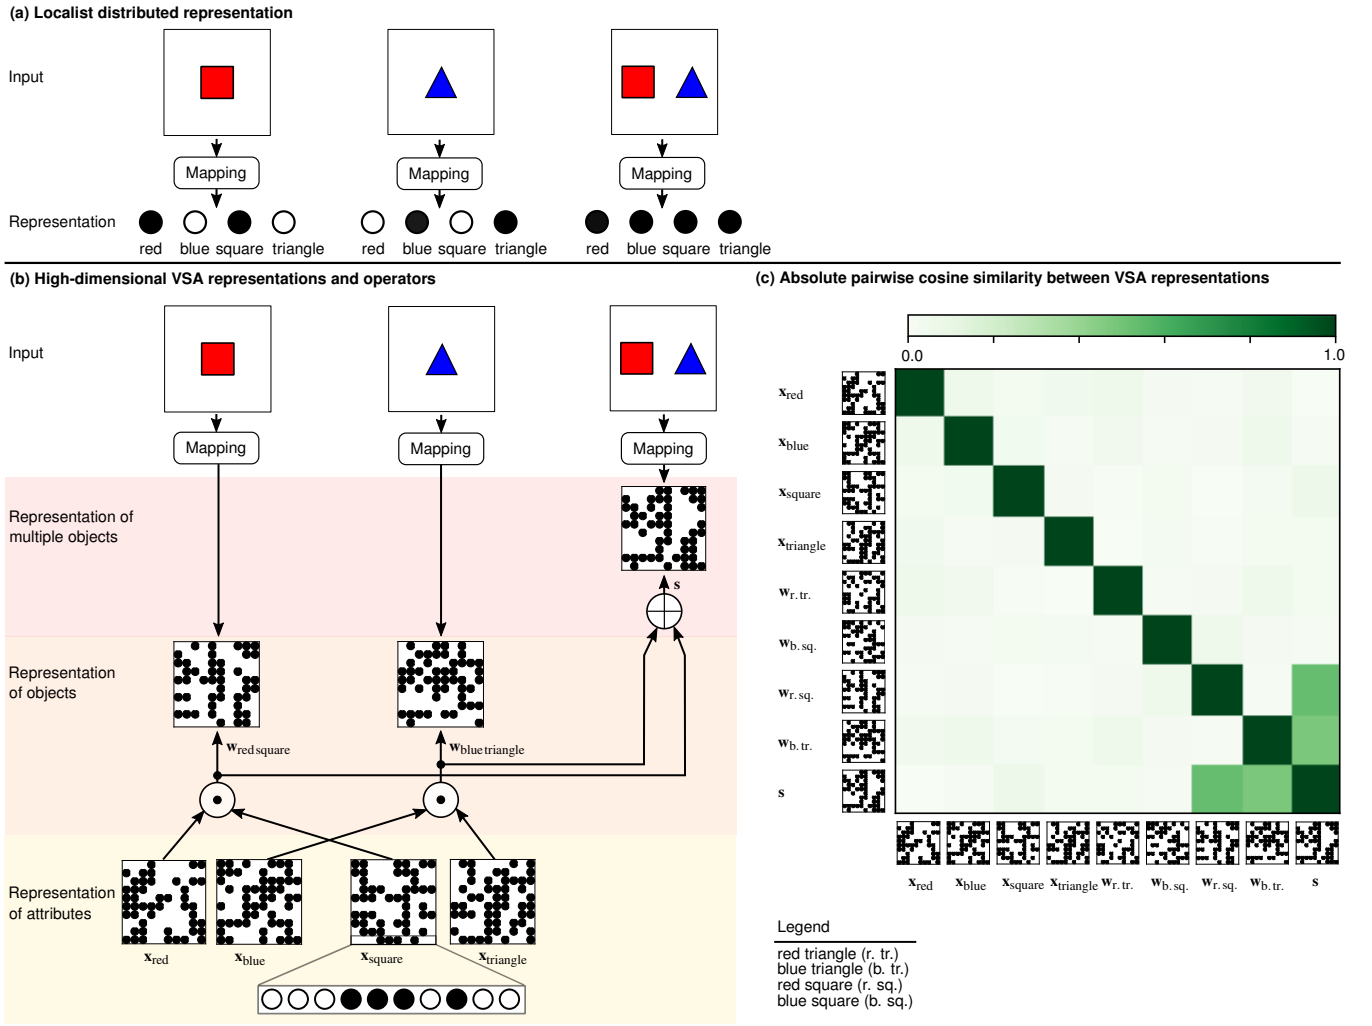 (a) Localist distributed representation
Input
Mapping Mapping Mapping
Representation
red blue square triangle red blue square triangle red blue square triangle
(b) High-dimensional VSA representations and operators
Input
Mapping Mapping Mapping
Representation of
multiple objects
s
Representation
of objects
w red square w blue triangle
Representation
of attributes
x red x blue x square x triangle
(c) Absolute pairwise cosine similarity between VSA representations
0.0 1.0
x red
x blue
x square
x triangle
w r. tr.
w b. sq.
w r. sq.
w b. tr.
s
x red x blue x square x triangle w r. tr. w b. sq. w r. sq. w b. tr. s
Legend
red triangle (r. tr.)
blue triangle (b. tr.)
red square (r. sq.)
blue square (b. sq.)